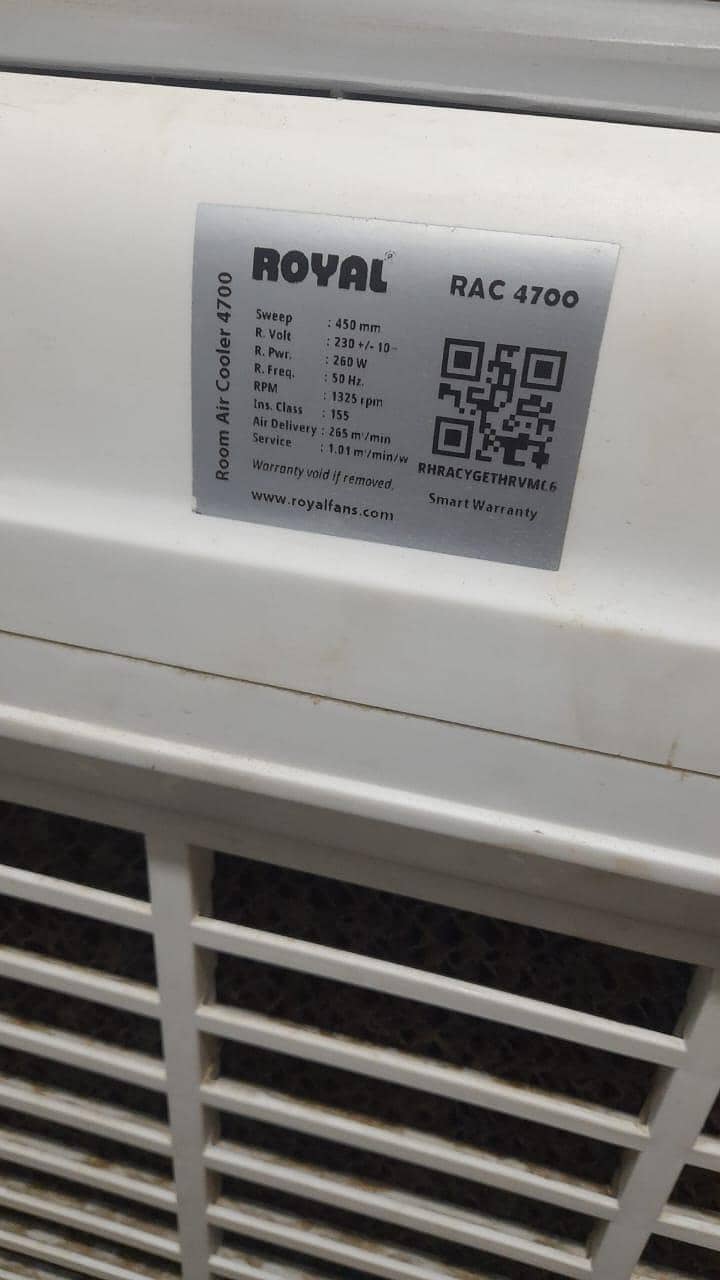 ROYAL®
RAC 4700
Room Air Cooler 4700
Sweep : 450 mm
R. Volt : 230 +/- 10-
R. Pwr. : 260 W
R. Freq. : 50 Hz.
RPM : 1325 rpm
Ins. Class : 155
Air Delivery : 265 m³/min
Service : 1.01 m³/min/w
Warranty void if removed.
www.royalfans.com
RHRACYGETHRVMC6
Smart Warranty